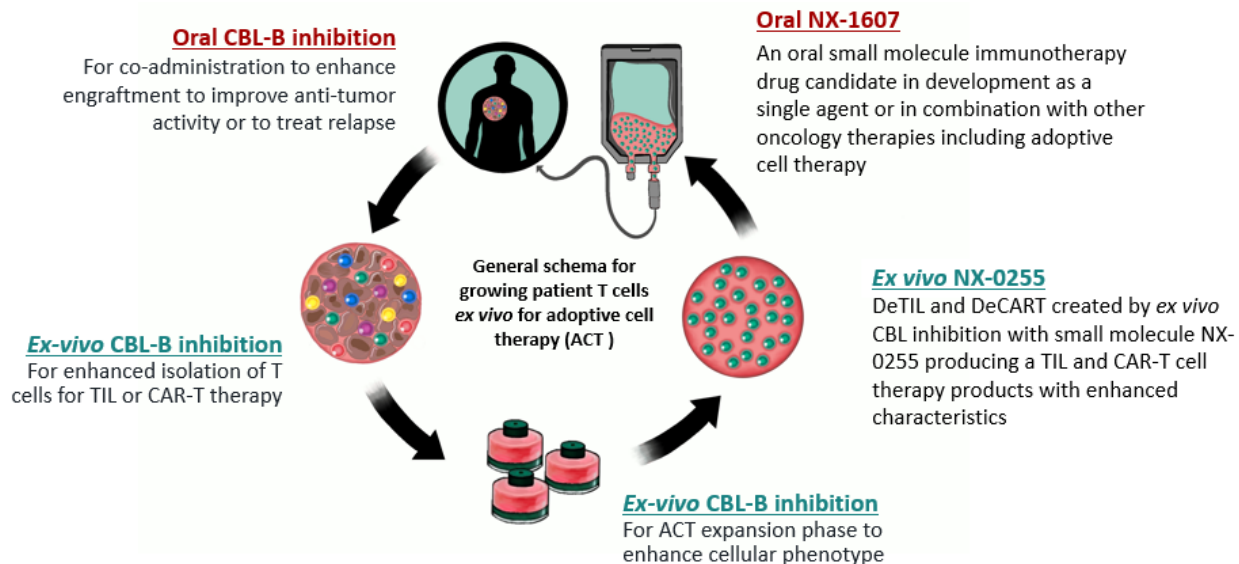 Oral CBL-B inhibition
For co-administration to enhance
engraftment to improve anti-tumor
activity or to treat relapse
Oral NX-1607
An oral small molecule immunotherapy
drug candidate in development as a
single agent or in combination with other
oncology therapies including adoptive
cell therapy
General schema for
growing patient T cells
ex vivo for adoptive cell
therapy (ACT )
Ex vivo NX-0255
DeTIL and DeCART created by ex vivo
CBL inhibition with small molecule NX-
0255 producing a TIL and CAR-T cell
therapy products with enhanced
characteristics
Ex-vivo CBL-B inhibition
For enhanced isolation of T
cells for TIL or CAR-T therapy
Ex-vivo CBL-B inhibition
For ACT expansion phase to
enhance cellular phenotype